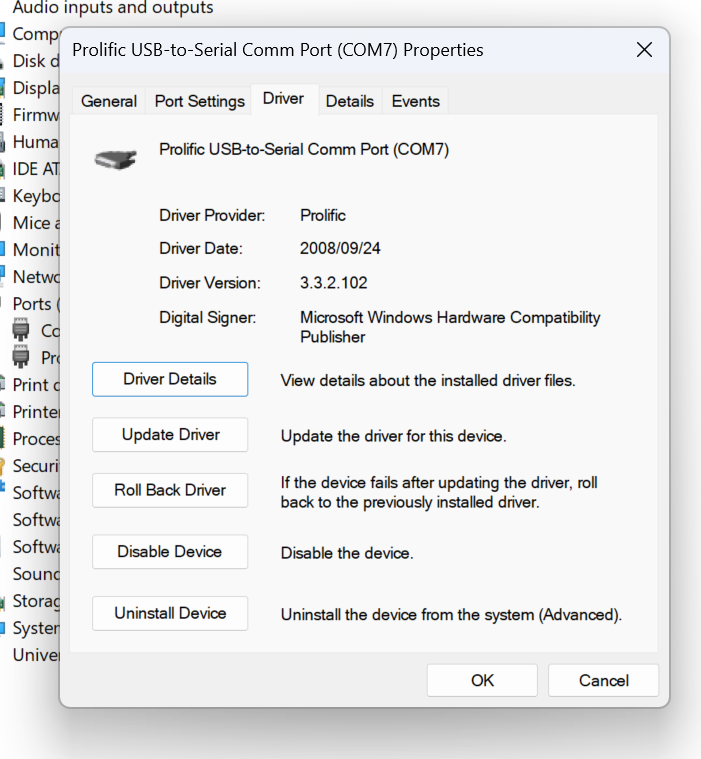 Audio inputs and outputs
Prolific USB-to-Serial Comm Port (COM7) Properties
General
Port Settings
Driver
Details
Events
Prolific USB-to-Serial Comm Port (COM7)
Driver Provider: Prolific
Driver Date: 2008/09/24
Driver Version: 3.3.2.102
Digital Signer: Microsoft Windows Hardware Compatibility
Publisher
Driver Details
View details about the installed driver files.
Update Driver
Update the driver for this device.
Roll Back Driver
If the device fails after updating the driver, roll
back to the previously installed driver.
Disable Device
Disable the device.
Uninstall Device
Uninstall the device from the system (Advanced).
OK
Cancel
Disk d
Displa
Firmw
Huma
IDE AT
Keybo
Mice a
Monit
Netwo
Ports (
Co
Pro
Print q
Printe
Proces
Securi
Softwa
Softwa
Softwa
Sound
Storag
System
Univer